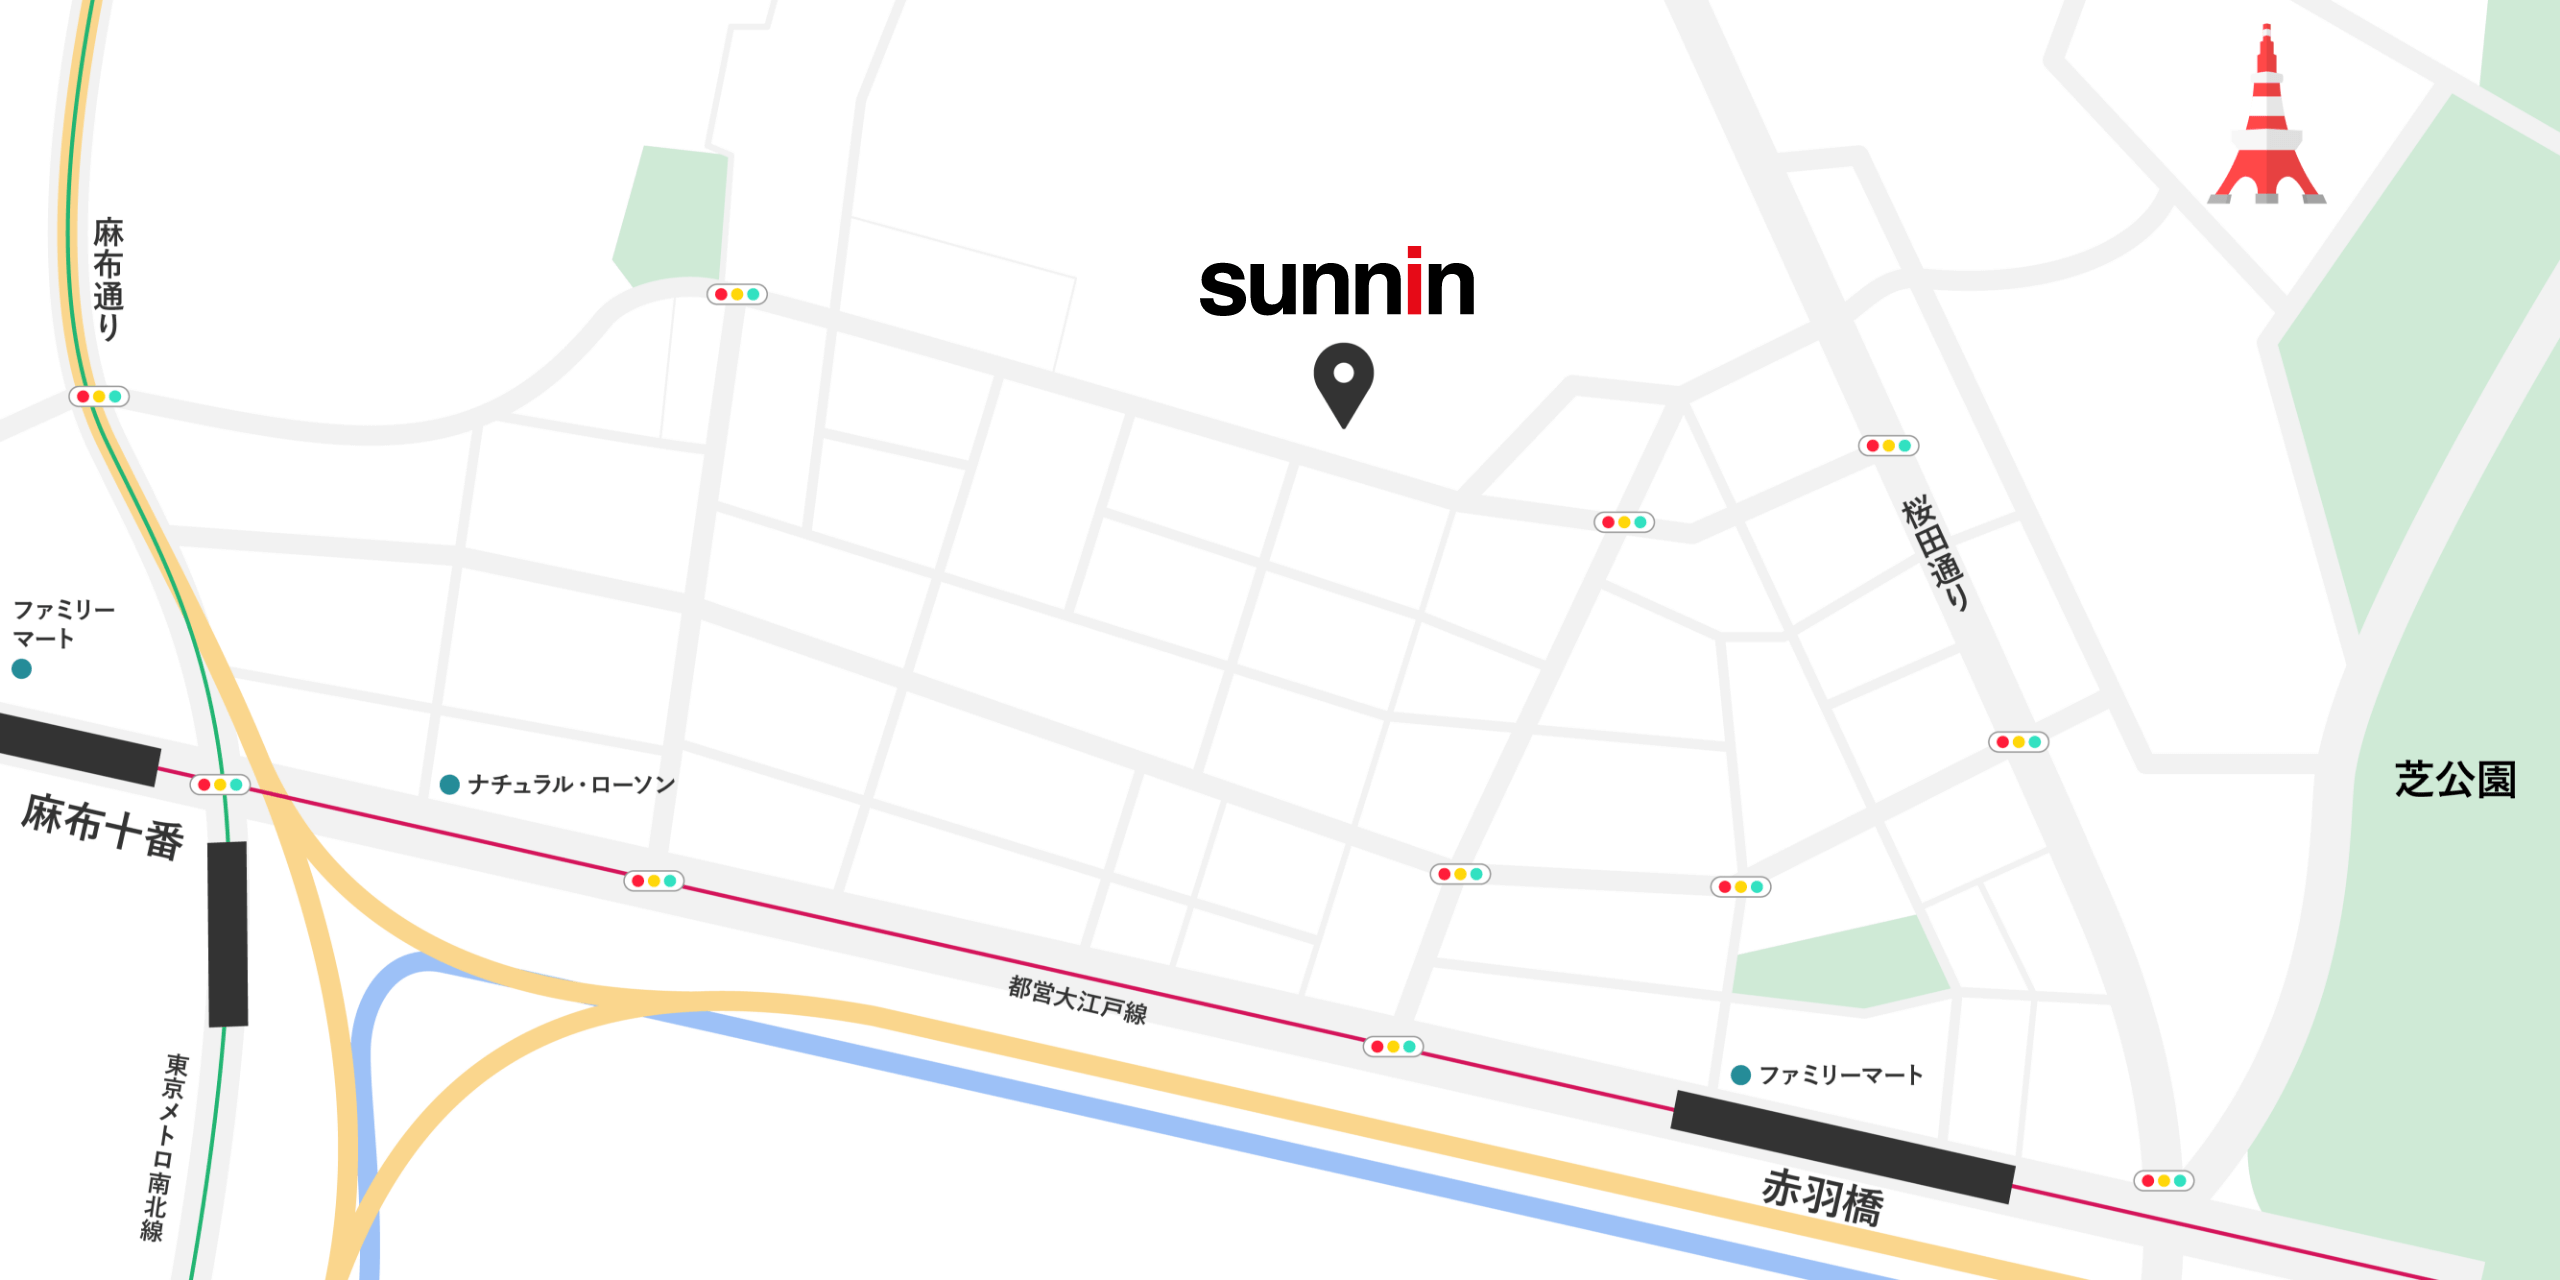 麻布通り
sunnin
桜田通り
ファミリー
マート
芝公園
ナチュラル・ローソン
麻布十番
都営大江戸線
ファミリーマート
東京メトロ南北線
赤羽橋